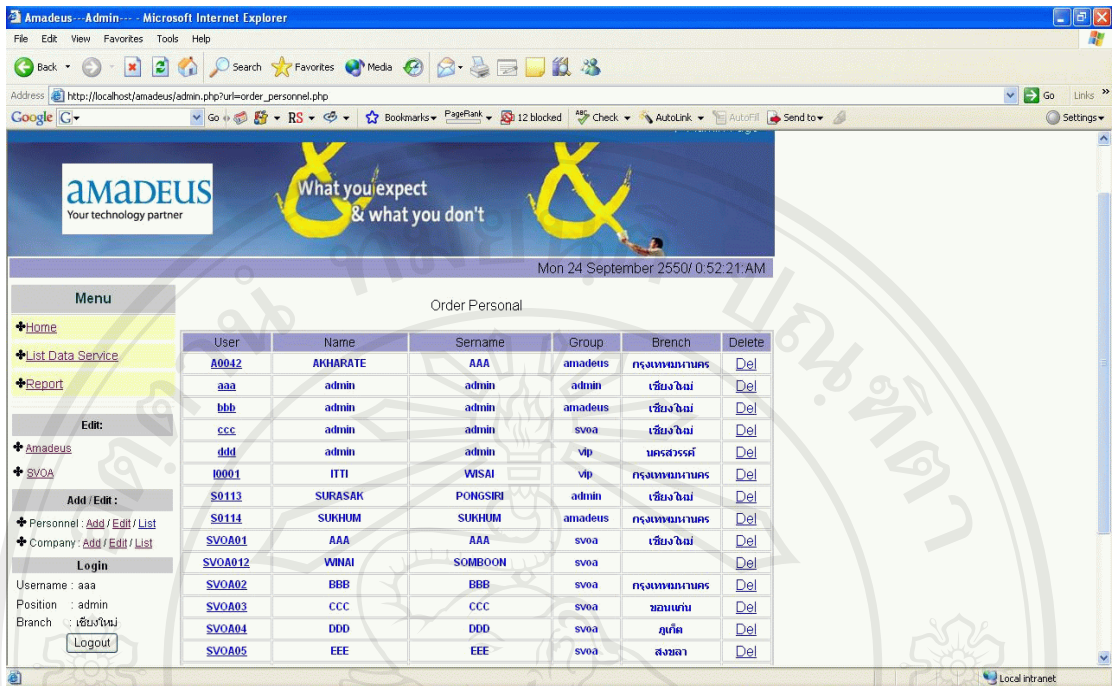 Amadeus---Admin--- - Microsoft Internet Explorer
File Edit View Favorites Tools Help
Back Search Favorites Media
Address http://localhost/amadeus/admin.php?url=order_personnel.php Go Links »
Google G Go RS Bookmarks PageRank 12 blocked ABC Check AutoLink AutoFill Send to Settings
amadeus
Your technology partner
What you expect
& what you don't
Mon 24 September 2550/ 0:52:21:AM
Menu
Home
List Data Service
Report
Edit:
Amadeus
SVOA
Add / Edit :
Personnel : Add / Edit / List
Company : Add / Edit / List
Login
Username : aaa
Position : admin
Branch : เชียงใหม่
Logout
Order Personal
User Name Sername Group Brench Delete
A0042 AKHARATE AAA amadeus กรุงเทพมหานคร Del
aaa admin admin admin เชียงใหม่ Del
bbb admin admin amadeus เชียงใหม่ Del
ccc admin admin svoa เชียงใหม่ Del
ddd admin admin vip นครสวรรค์ Del
I0001 ITTI WISAI vip กรุงเทพมหานคร Del
S0113 SURASAK PONGSIRI admin เชียงใหม่ Del
S0114 SUKHUM SUKHUM amadeus กรุงเทพมหานคร Del
SVOA01 AAA AAA svoa เชียงใหม่ Del
SVOA012 WINAI SOMBOON svoa Del
SVOA02 BBB BBB svoa กรุงเทพมหานคร Del
SVOA03 CCC CCC svoa ขอนแก่น Del
SVOA04 DDD DDD svoa ภูเก็ต Del
SVOA05 EEE EEE svoa สงขลา Del
Local intranet